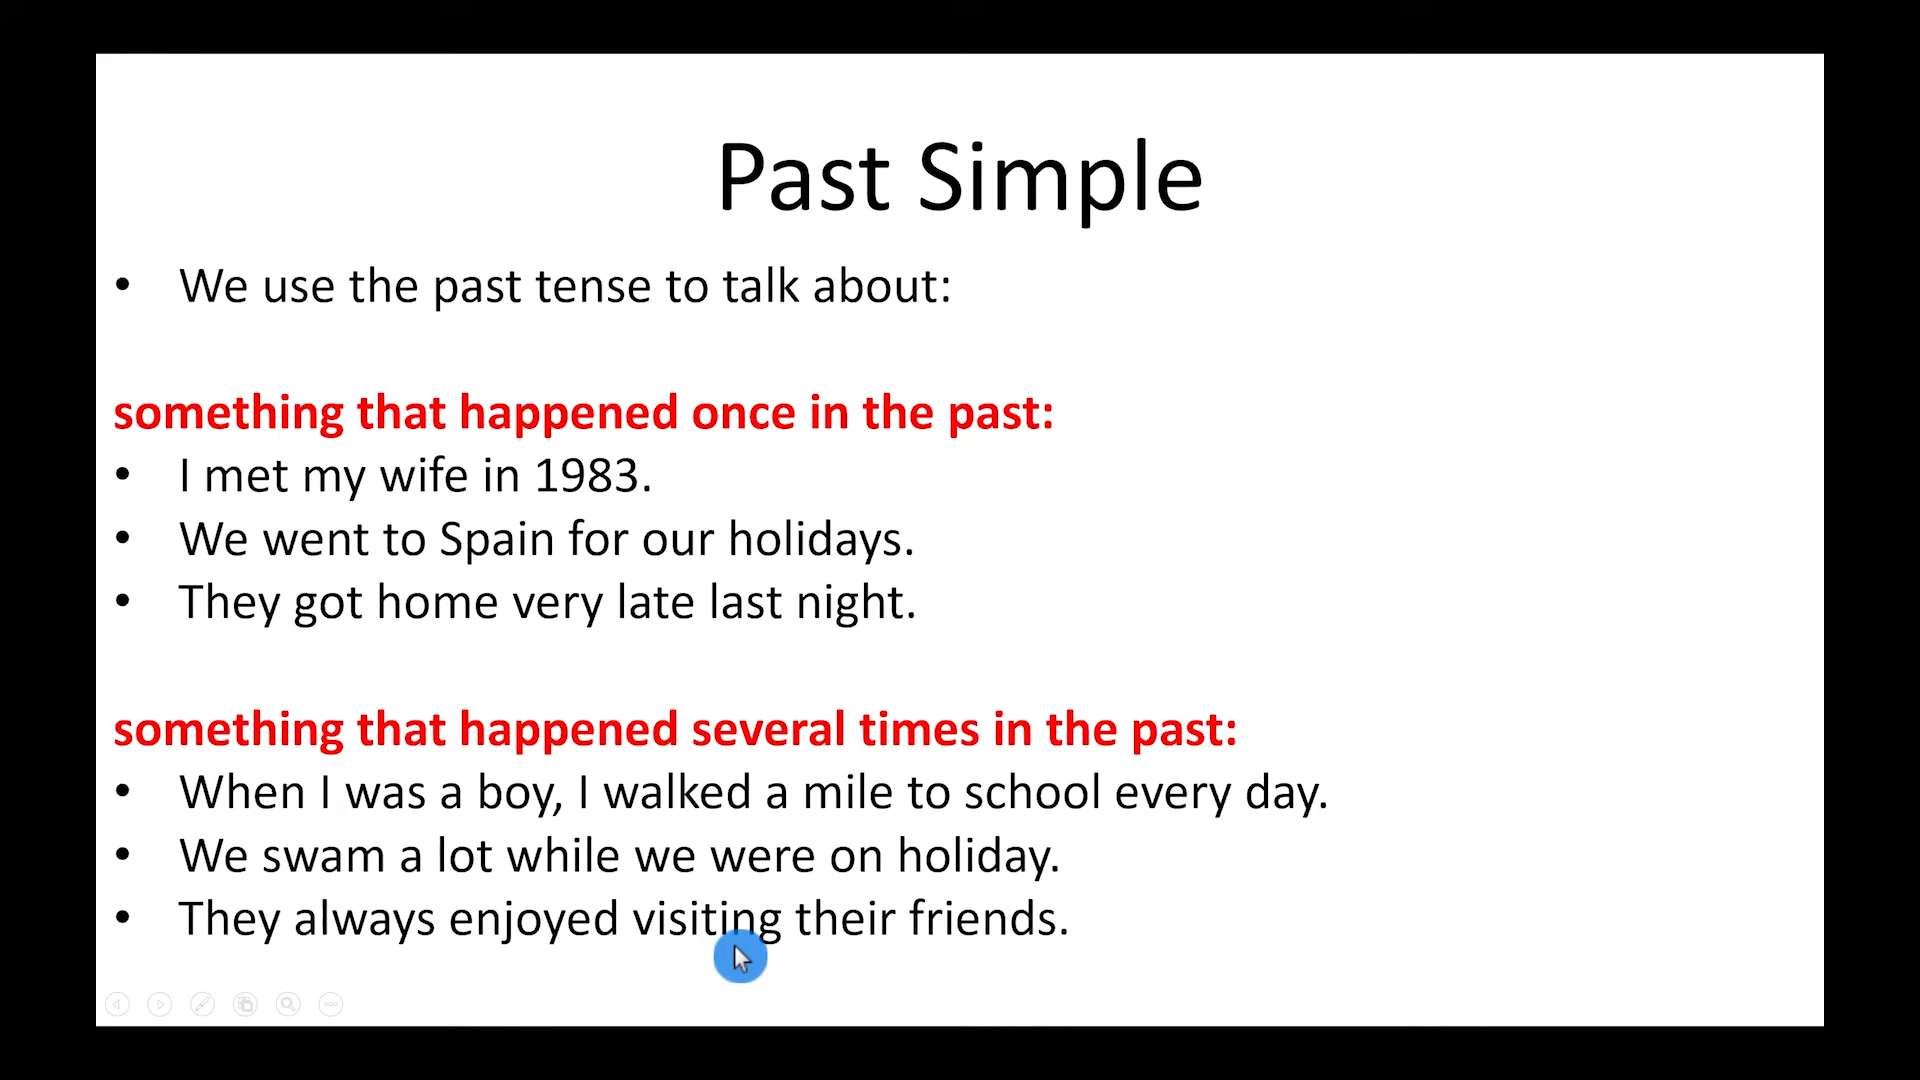 Past Simple
• We use the past tense to talk about:
something that happened once in the past:
• I met my wife in 1983.
• We went to Spain for our holidays.
• They got home very late last night.
something that happened several times in the past:
• When I was a boy, I walked a mile to school every day.
• We swam a lot while we were on holiday.
• They always enjoyed visiting their friends.